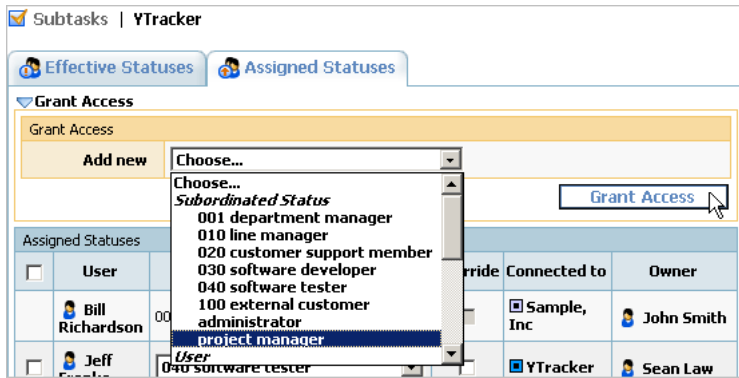 Subtasks | YTracker
Effective Statuses
Assigned Statuses
Grant Access
Grant Access
Add new
Choose...
Choose...
Subordinated Status
001 department manager
010 line manager
020 customer support member
030 software developer
040 software tester
100 external customer
administrator
project manager
User
Grant Access
Assigned Statuses
User
Connected to
Owner
Bill Richardson
Sample, Inc
John Smith
Jeff
040 software tester
YTracker
Sean Law